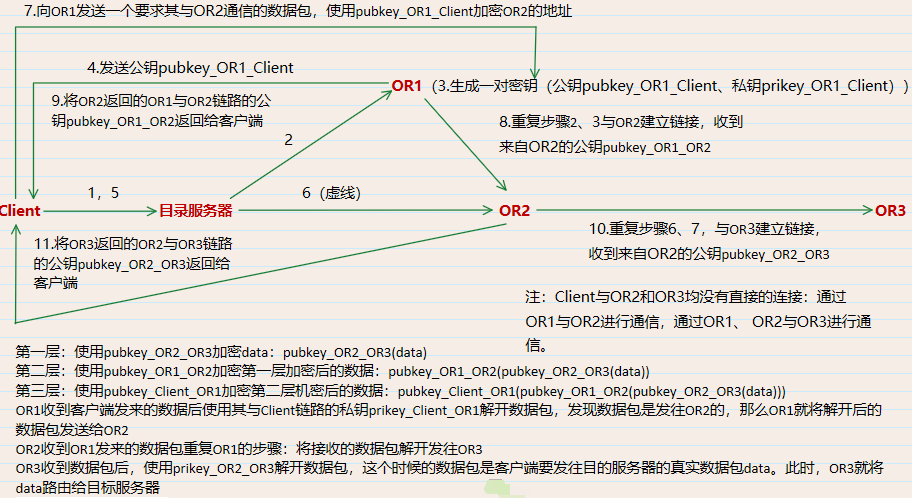 7.向OR1发送一个要求其与OR2通信的数据包，使用pubkey_OR1_Client加密OR2的地址
4.发送公钥pubkey_OR1_Client
OR1（3.生成一对密钥（公钥pubkey_OR1_Client、私钥prikey_OR1_Client））
9.将OR2返回的OR1与OR2链路的公
钥pubkey_OR1_OR2返回给客户端
2
8.重复步骤2、3与OR2建立链接，收到
来自OR2的公钥pubkey_OR1_OR2
1，5
6（虚线）
Client
目录服务器
OR2
OR3
11.将OR3返回的OR2与OR3链路
的公钥pubkey_OR2_OR3返回给
客户端
10.重复步骤6、7，与OR3建立链接，
收到来自OR2的公钥pubkey_OR2_OR3
注：Client与OR2和OR3均没有直接的连接：通过
OR1与OR2进行通信，通过OR1、 OR2与OR3进行通
信。
第一层：使用pubkey_OR2_OR3加密data：pubkey_OR2_OR3(data)
第二层：使用pubkey_OR1_OR2加密第一层加密后的数据：pubkey_OR1_OR2(pubkey_OR2_OR3(data))
第三层：使用pubkey_Client_OR1加密第二层机密后的数据：pubkey_Client_OR1(pubkey_OR1_OR2(pubkey_OR2_OR3(data)))
OR1收到客户端发来的数据后使用其与Client链路的私钥prikey_Client_OR1解开数据包，发现数据包是发往OR2的，那么OR1就将解开后的
数据包发送给OR2
OR2收到OR1发来的数据包重复OR1的步骤：将接收的数据包解开发往OR3
OR3收到数据包后，使用prikey_OR2_OR3解开数据包，这个时候的数据包是客户端要发往目的服务器的真实数据包data。此时，OR3就将
data路由给目标服务器